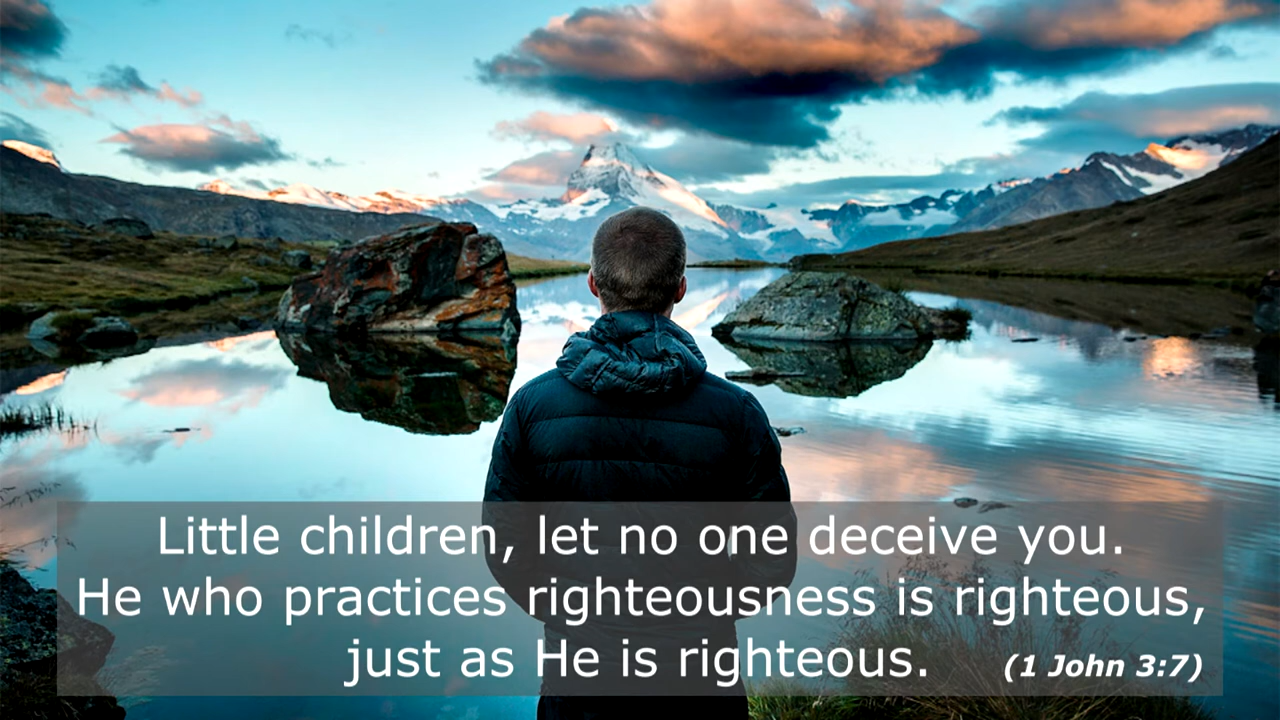 Little children, let no one deceive you.
He who practices righteousness is righteous,
just as He is righteous. (1 John 3:7)